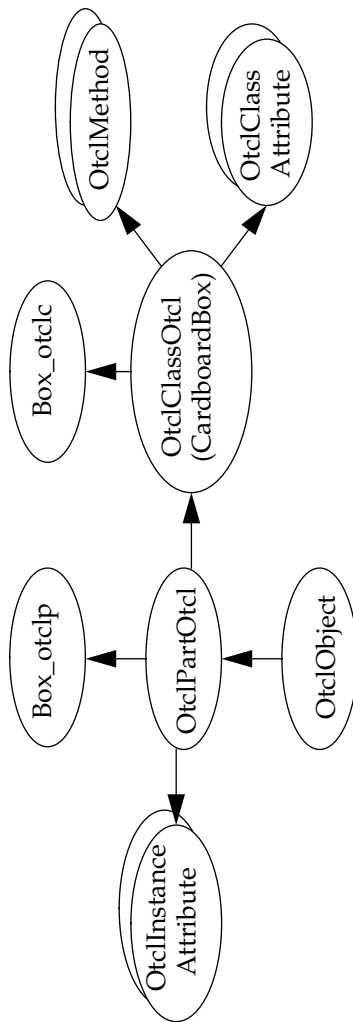 OtclInstance
Attribute
Box_otclp
OtclPartOtcl
OtclObject
Box_otclc
OtclClassOtcl
(CardboardBox)
OtclMethod
OtclClass
Attribute